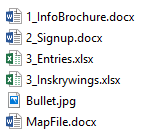 1_InfoBrochure.docx
2_Signup.docx
3_Entries.xlsx
3_Inskrywings.xlsx
Bullet.jpg
MapFile.docx